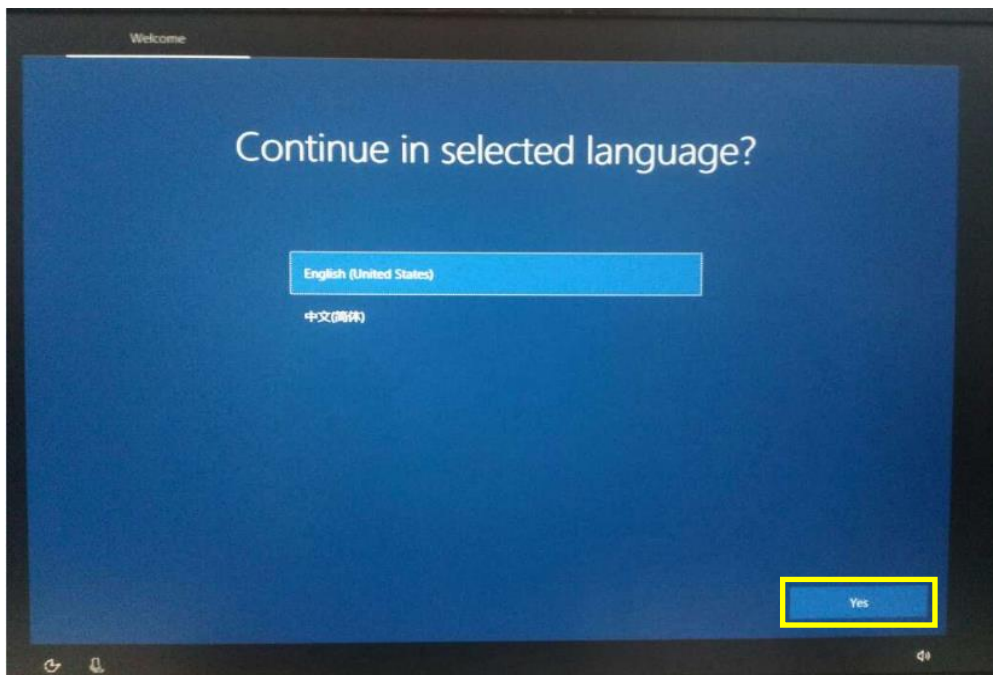 Welcome
Continue in selected language?
English (United States)
中文(简体)
Yes